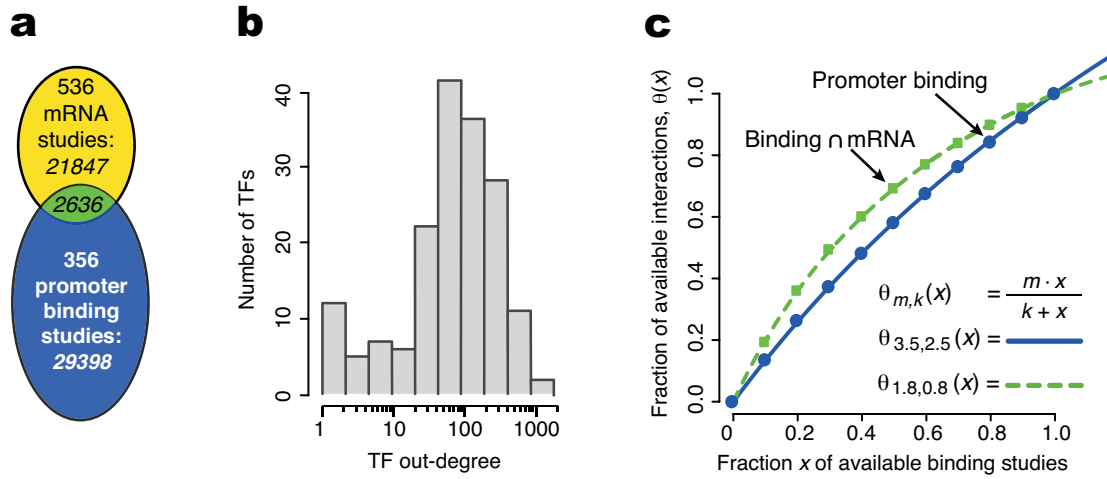 a
536
mRNA
studies:
21847
2636
356
promoter
binding
studies:
29398
b
Number of TFs
40
30
20
10
0
1 10 100 1000
TF out-degree
c
Fraction of available interactions, θ(x)
1.0
0.8
0.6
0.4
0.2
0.0
Promoter binding
Binding ∩ mRNA
θm,k(x) = m · x / k + x
θ3.5,2.5(x) =
θ1.8,0.8(x) =
0 0.2 0.4 0.6 0.8 1.0
Fraction x of available binding studies